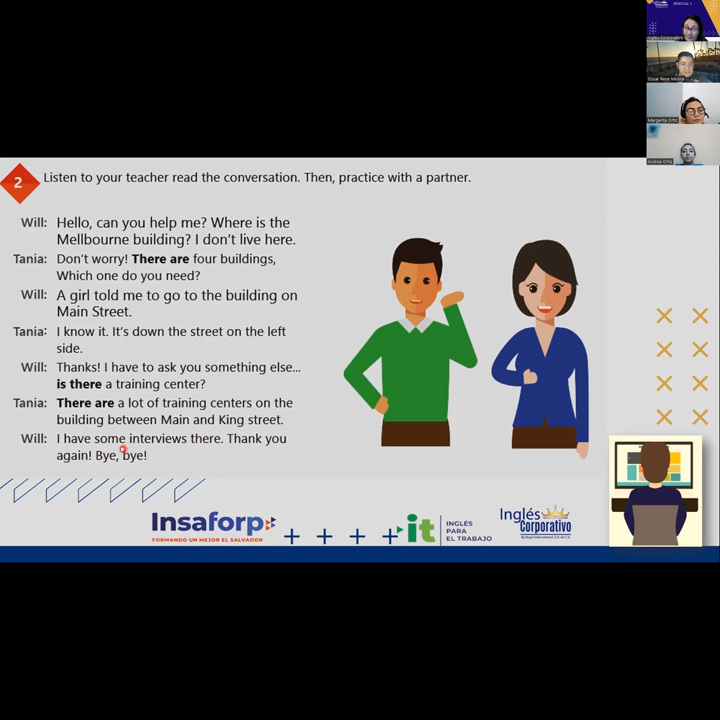 MODULE 1
Inglés Corporativo
Oscar Rene Molina
Margarita Ortiz
Andrea Ortiz
2 Listen to your teacher read the conversation. Then, practice with a partner.
Will: Hello, can you help me? Where is the
Mellbourne building? I don't live here.
Tania: Don't worry! There are four buildings,
Which one do you need?
Will: A girl told me to go to the building on
Main Street.
Tania: I know it. It's down the street on the left
side.
Will: Thanks! I have to ask you something else...
is there a training center?
Tania: There are a lot of training centers on the
building between Main and King street.
Will: I have some interviews there. Thank you
again! Bye, bye!
Insaforp
FORMANDO UN MEJOR EL SALVADOR
it INGLÉS
PARA
EL TRABAJO
Inglés
Corporativo